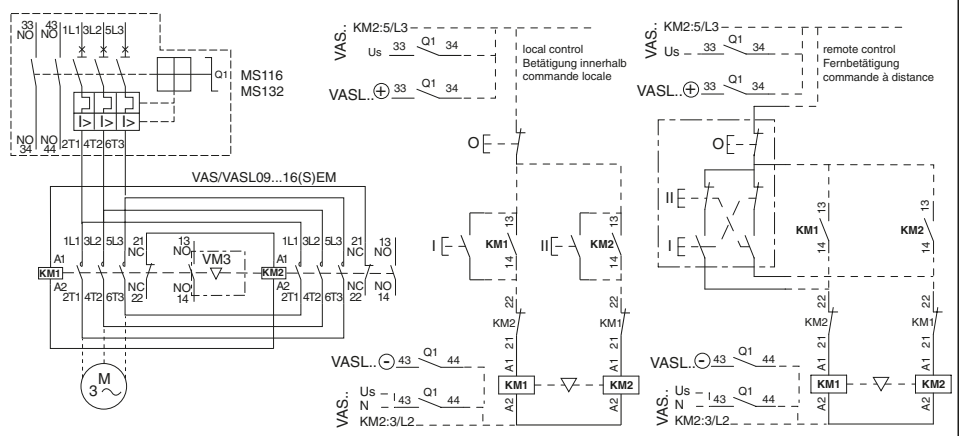 33 43
NO NO 1L1 3L2 5L3
Q1
MS116
MS132
I> I> I>
NO NO 2T1 4T2 6T3
34 44
VAS/VASL09...16(S)EM
1L1 3L2 5L3 21 NC
13 NO
VM3
1L1 3L2 5L3 21 NC 13 NO
A1 A1
KM1 KM2
A2 A2
2T1 4T2 6T3 NC 22
NO 14
2T1 4T2 6T3 NC 22 NO 14
M
3
VAS.. KM2:5/L3
Us 33 Q1 34
VASL.. + 33 Q1 34
local control
Betätigung innerhalb
commande locale
O
I KM1 13 14
II KM2 13 14
22 KM2 21
22 KM1 21
A1 KM1 A2
A1 KM2 A2
VASL.. - 43 Q1 44
VAS.. Us
N 43 Q1 44
KM2:3/L2
VAS.. KM2:5/L3
Us 33 Q1 34
VASL.. + 33 Q1 34
remote control
Fernbetätigung
commande à distance
O
II
I
KM1 13 14
KM2 13 14
22 KM2 21
22 KM1 21
A1 KM1 A2
A1 KM2 A2
VASL.. - 43 Q1 44
VAS.. Us
N 43 Q1 44
KM2:3/L2